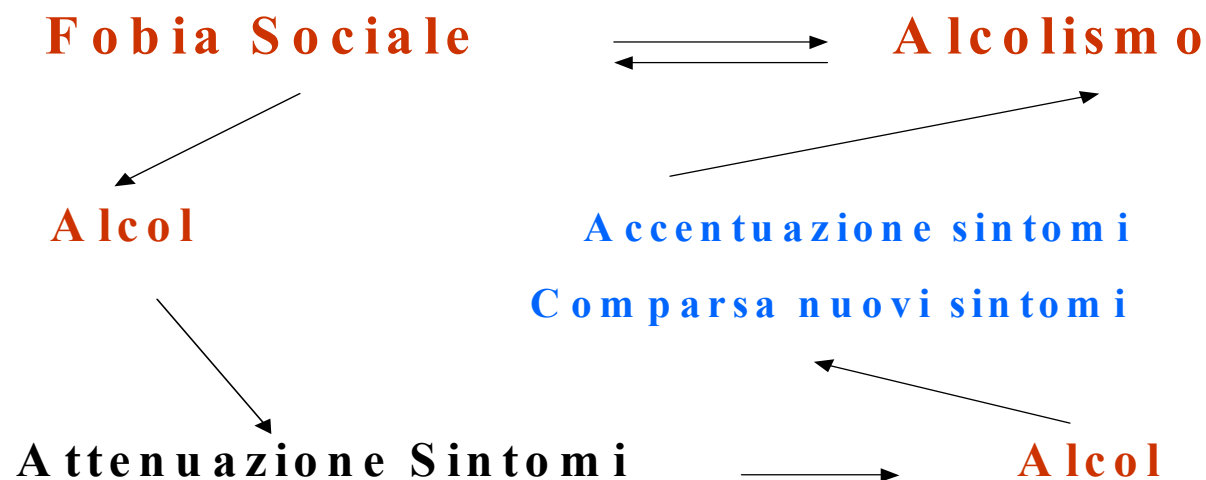 Fobia Sociale Alcolismo
Alcol Accentuazione sintomi
Comparsa nuovi sintomi
Attenuazione Sintomi Alcol